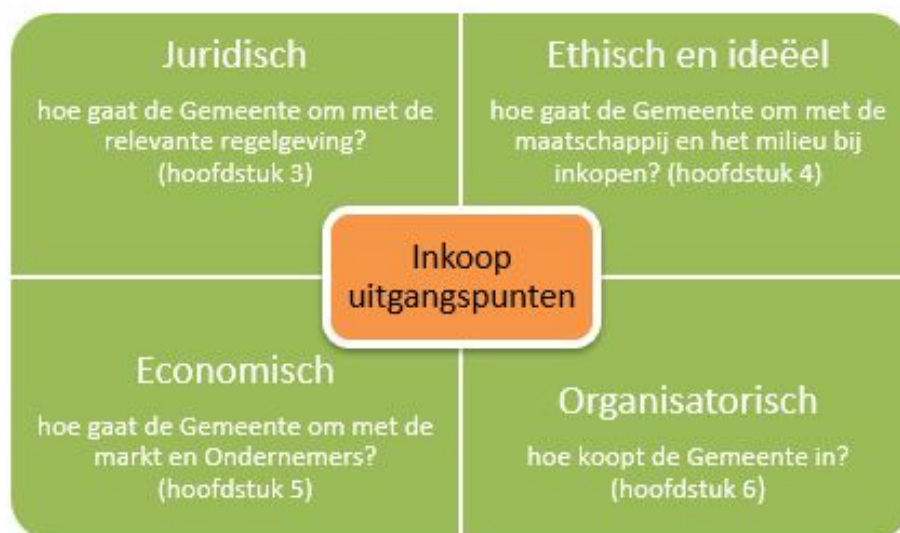 Juridisch
hoe gaat de Gemeente om met de
relevante regelgeving?
(hoofdstuk 3)
Ethisch en ideëel
hoe gaat de Gemeente om met de
maatschappij en het milieu bij
inkopen? (hoofdstuk 4)
Inkoop
uitgangspunten
Economisch
hoe gaat de Gemeente om met de
markt en Ondernemers?
(hoofdstuk 5)
Organisatorisch
hoe koopt de Gemeente in?
(hoofdstuk 6)